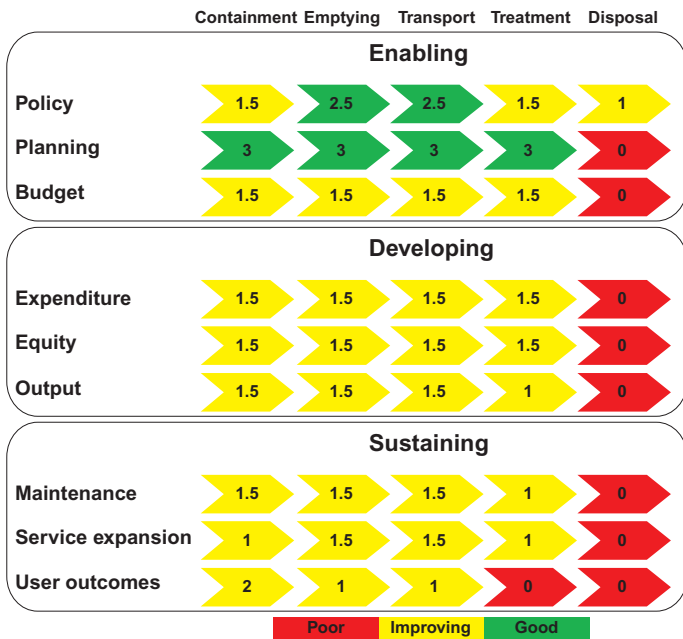 Containment Emptying Transport Treatment Disposal
Enabling
Policy 1.5 2.5 2.5 1.5 1
Planning 3 3 3 3 0
Budget 1.5 1.5 1.5 1.5 0
Developing
Expenditure 1.5 1.5 1.5 1.5 0
Equity 1.5 1.5 1.5 1.5 0
Output 1.5 1.5 1.5 1 0
Sustaining
Maintenance 1.5 1.5 1.5 1 0
Service expansion 1 1.5 1.5 1 0
User outcomes 2 1 1 0 0
Poor Improving Good